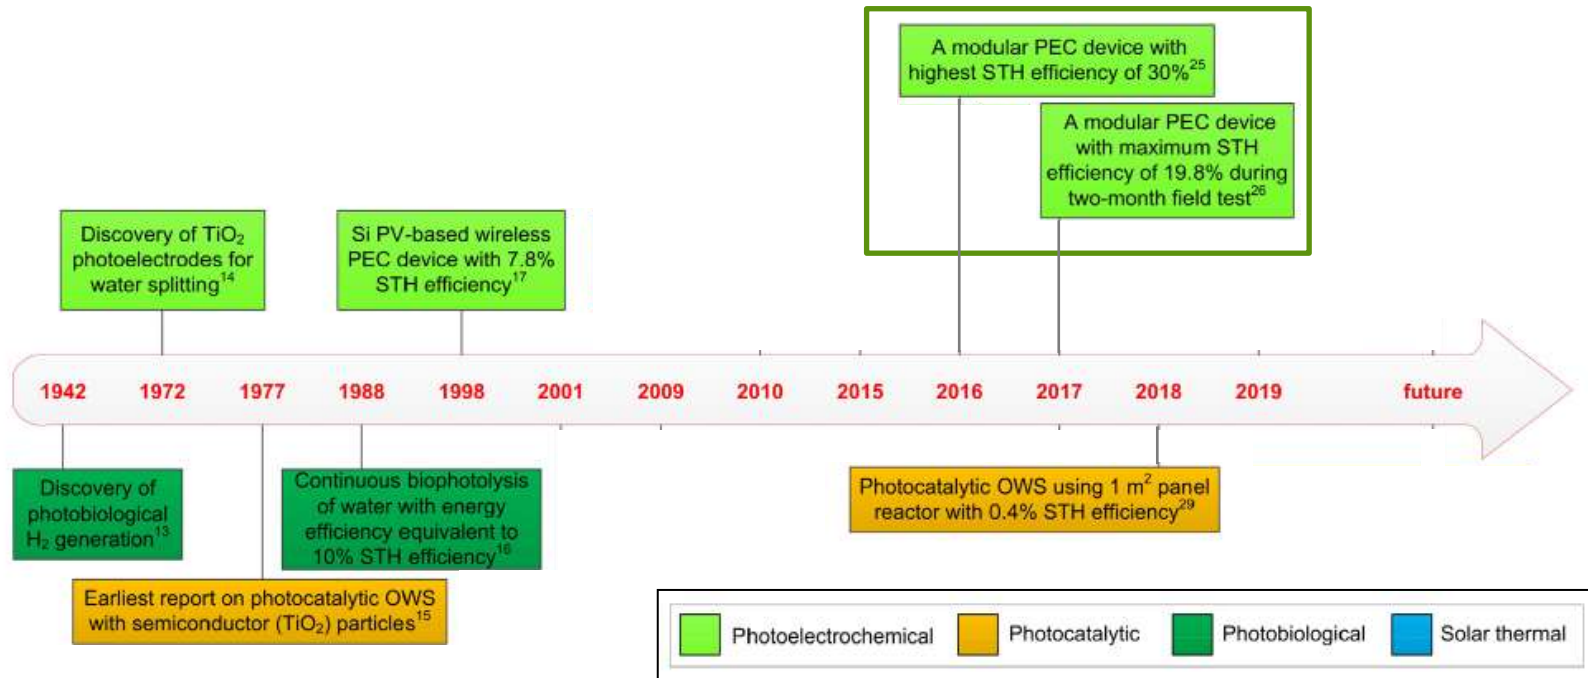 A modular PEC device with
highest STH efficiency of 30%²⁵
A modular PEC device
with maximum STH
efficiency of 19.8% during
two-month field test²⁶
Discovery of TiO₂
photoelectrodes for
water splitting¹⁴
Si PV-based wireless
PEC device with 7.8%
STH efficiency¹⁷
1942 1972 1977 1988 1998 2001 2009 2010 2015 2016 2017 2018 2019 future
Discovery of
photobiological
H₂ generation¹³
Continuous biophotolysis
of water with energy
efficiency equivalent to
10% STH efficiency¹⁶
Photocatalytic OWS using 1 m² panel
reactor with 0.4% STH efficiency²⁹
Earliest report on photocatalytic OWS
with semiconductor (TiO₂) particles¹⁵
Photoelectrochemical Photocatalytic Photobiological Solar thermal